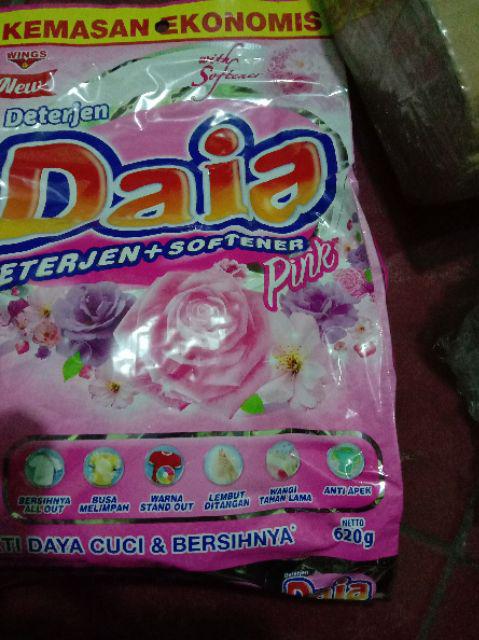 KEMASAN EKONOMIS
WINGS
New
with
Softener
Deterjen
Daia
DETERJEN+SOFTENER
Pink
BERSIHNYA
ALL OUT
BUSA
MELIMPAH
WARNA
STAND OUT
LEMBUT
DITANGAN
WANGI
TAHAN LAMA
ANTI APEK
TI DAYA CUCI & BERSIHNYA*
NETTO
620g
Deterjen
Daia